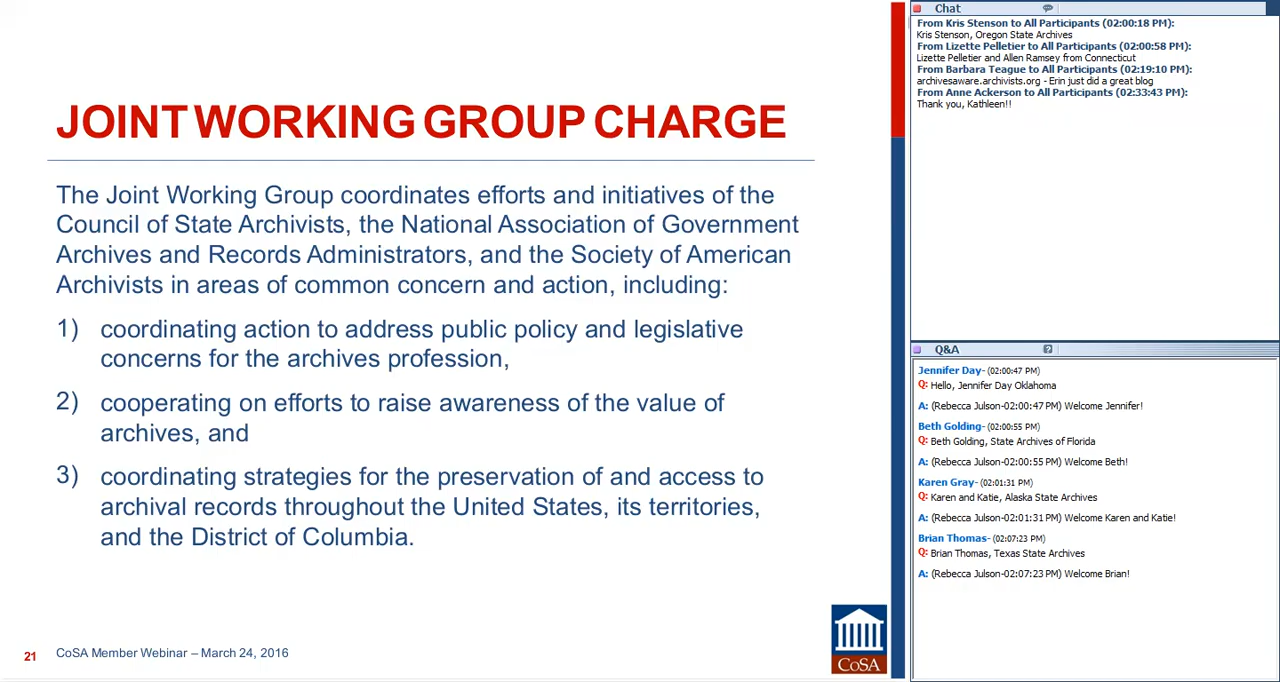 JOINT WORKING GROUP CHARGE
The Joint Working Group coordinates efforts and initiatives of the
Council of State Archivists, the National Association of Government
Archives and Records Administrators, and the Society of American
Archivists in areas of common concern and action, including:
1) coordinating action to address public policy and legislative
concerns for the archives profession,
2) cooperating on efforts to raise awareness of the value of
archives, and
3) coordinating strategies for the preservation of and access to
archival records throughout the United States, its territories,
and the District of Columbia.
21 CoSA Member Webinar – March 24, 2016
CoSA
Chat
From Kris Stenson to All Participants (02:00:18 PM):
Kris Stenson, Oregon State Archives
From Lizette Pelletier to All Participants (02:00:58 PM):
Lizette Pelletier and Allen Ramsey from Connecticut
From Barbara Teague to All Participants (02:19:10 PM):
archivesaware.archivists.org - Erin just did a great blog
From Anne Ackerson to All Participants (02:33:43 PM):
Thank you, Kathleen!!
Q&A
Jennifer Day- (02:00:47 PM)
Q: Hello, Jennifer Day Oklahoma
A: (Rebecca Julson-02:00:47 PM) Welcome Jennifer!
Beth Golding- (02:00:55 PM)
Q: Beth Golding, State Archives of Florida
A: (Rebecca Julson-02:00:55 PM) Welcome Beth!
Karen Gray- (02:01:31 PM)
Q: Karen and Katie, Alaska State Archives
A: (Rebecca Julson-02:01:31 PM) Welcome Karen and Katie!
Brian Thomas- (02:07:23 PM)
Q: Brian Thomas, Texas State Archives
A: (Rebecca Julson-02:07:23 PM) Welcome Brian!